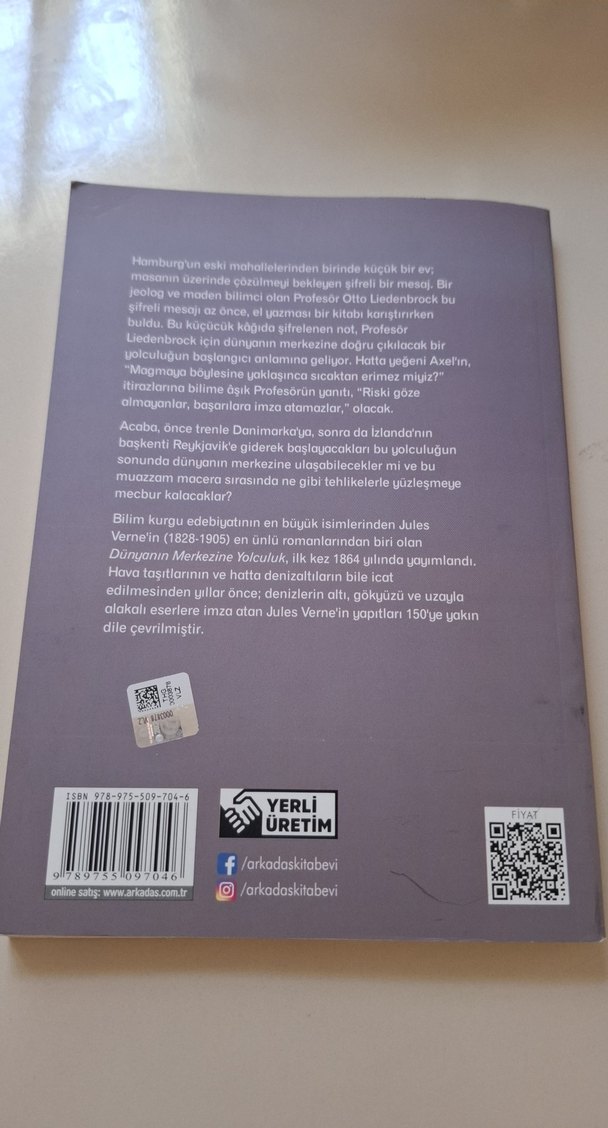 Hamburg'un eski mahallelerinden birinde küçük bir ev;
masanın üzerinde çözülmeyi bekleyen şifreli bir mesaj. Bir
jeolog ve maden bilimci olan Profesör Otto Liedenbrock bu
şifreli mesajı az önce, el yazması bir kitabı karıştırırken
buldu. Bu küçücük kâğıda şifrelenen not, Profesör
Liedenbrock için dünyanın merkezine doğru çıkılacak bir
yolculuğun başlangıcı anlamına geliyor. Hatta yeğeni Axel'ın,
“Magmaya böylesine yaklaşınca sıcaktan erimez miyiz?”
itirazlarına bilime âşık Profesörün yanıtı, “Riski göze
almayanlar, başarılara imza atamazlar,” olacak.
Acaba, önce trenle Danimarka'ya, sonra da İzlanda'nın
başkenti Reykjavik'e giderek başlayacakları bu yolculuğun
sonunda dünyanın merkezine ulaşabilecekler mi ve bu
muazzam macera sırasında ne gibi tehlikelerle yüzleşmeye
mecbur kalacaklar?
Bilim kurgu edebiyatının en büyük isimlerinden Jules
Verne'in (1828-1905) en ünlü romanlarından biri olan
Dünyanın Merkezine Yolculuk, ilk kez 1864 yılında yayımlandı.
Hava taşıtlarının ve hatta denizaltıların bile icat
edilmesinden yıllar önce; denizlerin altı, gökyüzü ve uzayla
alakalı eserlere imza atan Jules Verne'in yapıtları 150'ye yakın
dile çevrilmiştir.
ISBN 978-975-509-704-6
9 789755 097046
online satış: www.arkadas.com.tr
YERLİ
ÜRETİM
/arkadaskitabevi
/arkadaskitabevi
FİYAT